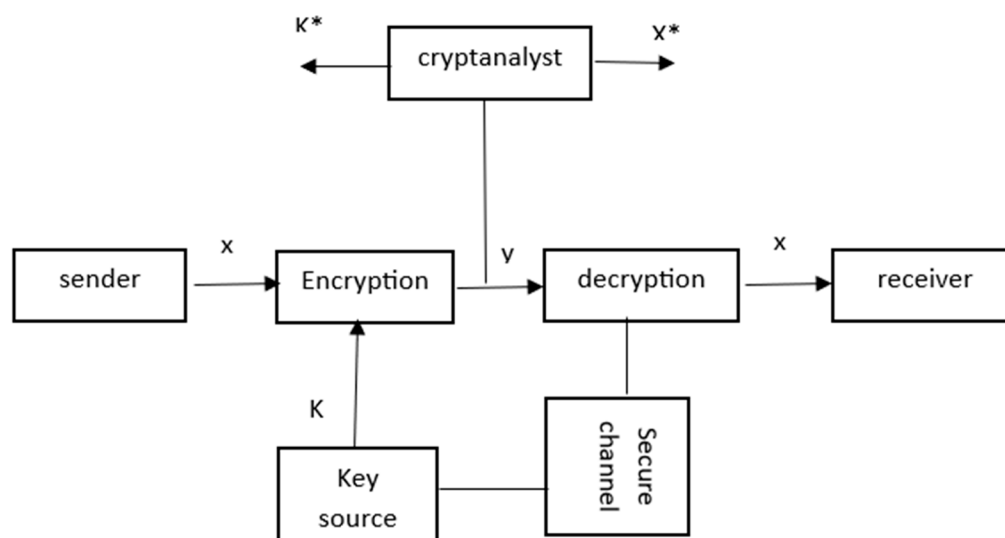 K*
cryptanalyst
X*
sender
x
Encryption
y
decryption
x
receiver
K
Key
source
Secure
channel